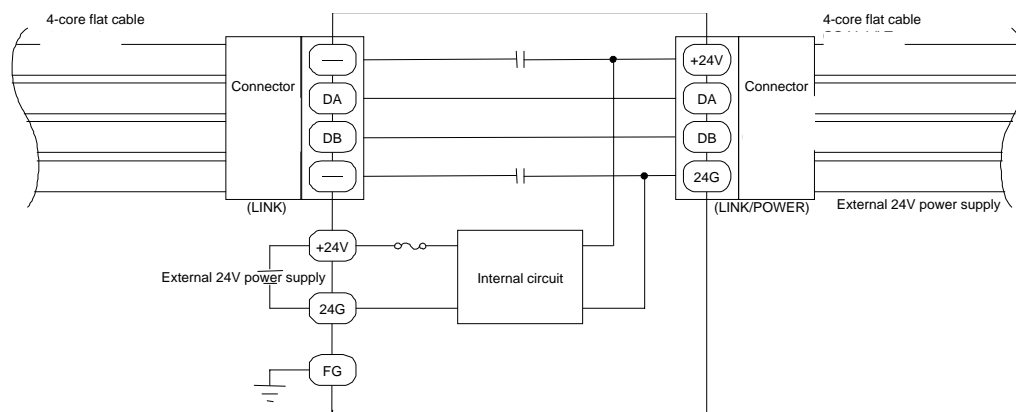 4-core flat cable
4-core flat cable
Connector
—
DA
DB
—
(LINK)
+24V
DA
DB
24G
Connector
(LINK/POWER)
External 24V power supply
+24V
External 24V power supply
24G
Internal circuit
FG